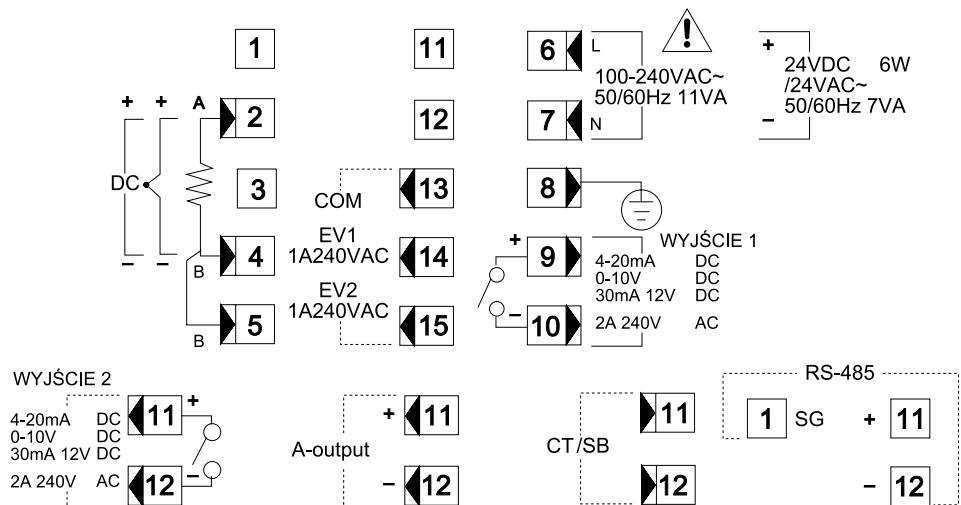 1
11
6
L
100-240VAC~
50/60Hz 11VA
+
24VDC 6W
/24VAC~
50/60Hz 7VA
−
+ + A
2
12
7
N
DC
3
COM
13
8
− − B
4
EV1
1A240VAC
14
+
9
WYJŚCIE 1
4-20mA DC
0-10V DC
30mA 12V DC
2A 240V AC
B
5
EV2
1A240VAC
15
−
10
WYJŚCIE 2
4-20mA DC
0-10V DC
30mA 12V DC
2A 240V AC
11
+
12
−
A-output
+
11
−
12
CT/SB
11
12
RS-485
1
SG
+
11
−
12